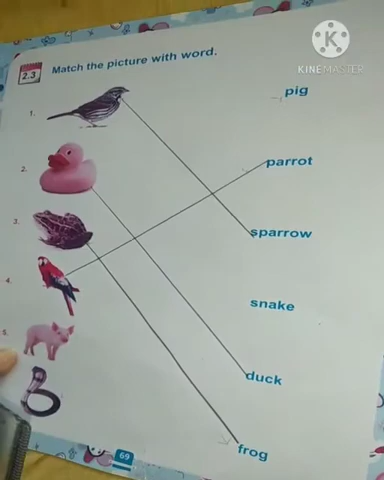 KINEMASTER
2.3 Match the picture with word.
1.
pig
2.
parrot
3.
sparrow
4.
snake
5.
duck
frog
69